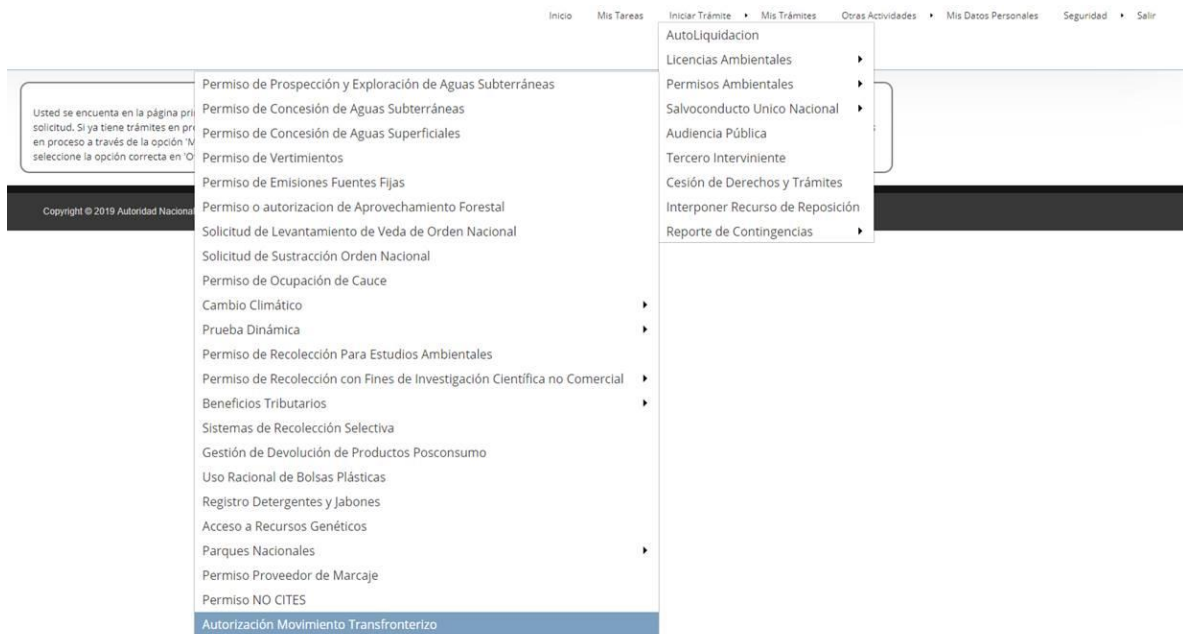 Inicio Mis Tareas Iniciar Trámite Mis Trámites Otras Actividades Mis Datos Personales Seguridad Salir
AutoLiquidacion
Licencias Ambientales
Permisos Ambientales
Salvoconducto Unico Nacional
Audiencia Pública
Tercero Interviniente
Cesión de Derechos y Trámites
Interponer Recurso de Reposición
Reporte de Contingencias
Permiso de Prospección y Exploración de Aguas Subterráneas
Permiso de Concesión de Aguas Subterráneas
Permiso de Concesión de Aguas Superficiales
Permiso de Vertimientos
Permiso de Emisiones Fuentes Fijas
Permiso o autorizacion de Aprovechamiento Forestal
Solicitud de Levantamiento de Veda de Orden Nacional
Solicitud de Sustracción Orden Nacional
Permiso de Ocupación de Cauce
Cambio Climático
Prueba Dinámica
Permiso de Recolección Para Estudios Ambientales
Permiso de Recolección con Fines de Investigación Científica no Comercial
Beneficios Tributarios
Sistemas de Recolección Selectiva
Gestión de Devolución de Productos Posconsumo
Uso Racional de Bolsas Plásticas
Registro Detergentes y Jabones
Acceso a Recursos Genéticos
Parques Nacionales
Permiso Proveedor de Marcaje
Permiso NO CITES
Autorización Movimiento Transfronterizo
Usted se encuenta en la página
solicitud. Si ya tiene trámites en
en proceso a través de la opción
seleccione la opción correcta en
Copyright © 2019 Autoridad Nacional